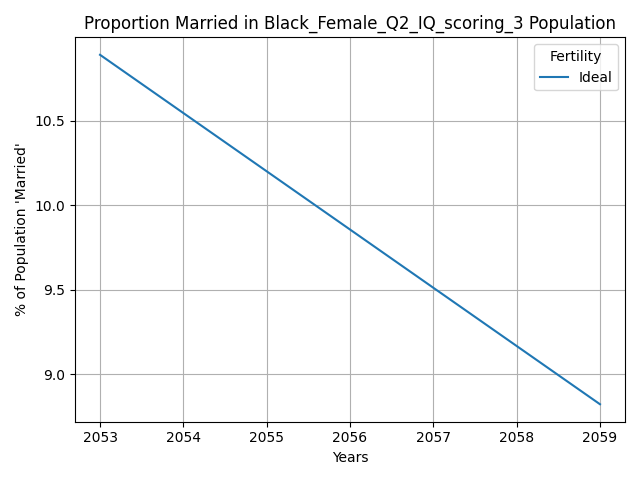 Proportion Married in Black_Female_Q2_IQ_scoring_3 Population
Fertility
Ideal
10.5
10.0
9.5
9.0
% of Population 'Married'
2053 2054 2055 2056 2057 2058 2059
Years